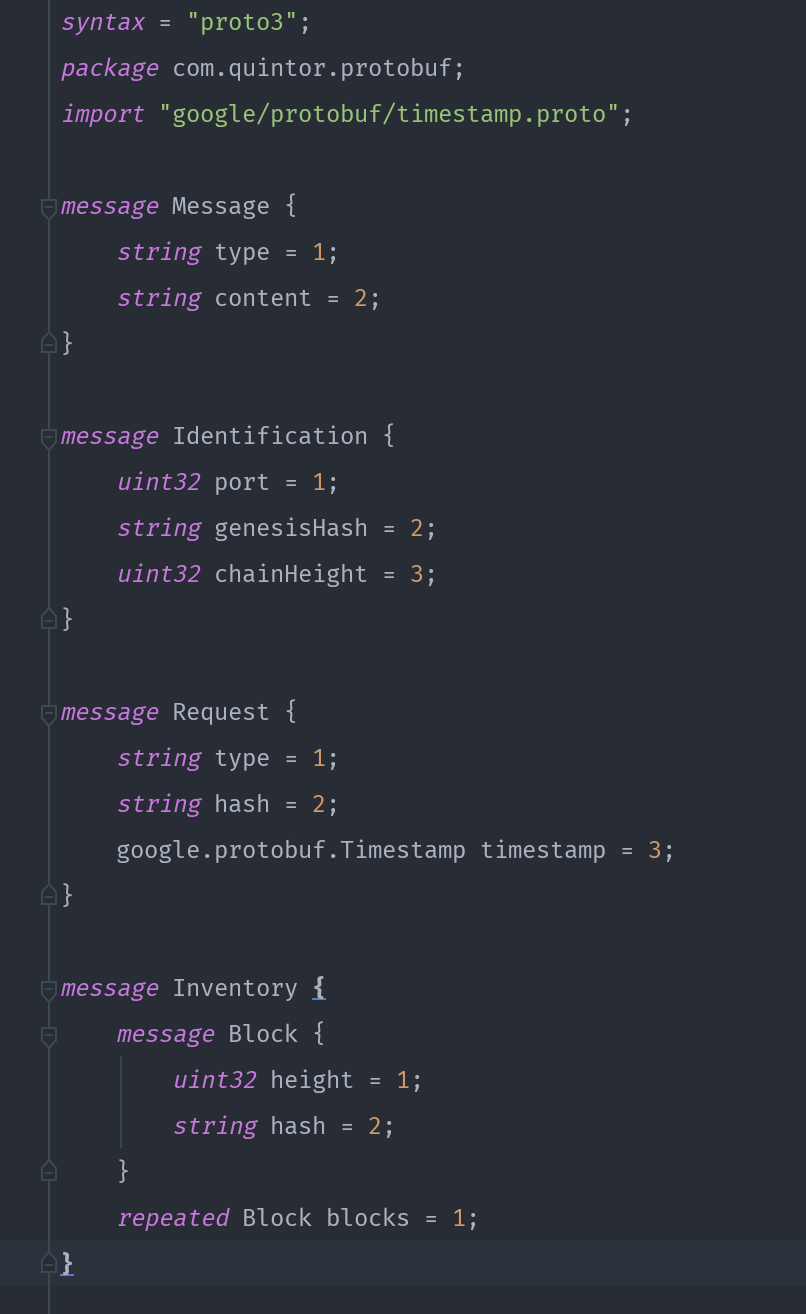 syntax = "proto3";
package com.quintor.protobuf;
import "google/protobuf/timestamp.proto";
message Message {
    string type = 1;
    string content = 2;
}
message Identification {
    uint32 port = 1;
    string genesisHash = 2;
    uint32 chainHeight = 3;
}
message Request {
    string type = 1;
    string hash = 2;
    google.protobuf.Timestamp timestamp = 3;
}
message Inventory {
    message Block {
        uint32 height = 1;
        string hash = 2;
    }
    repeated Block blocks = 1;
}